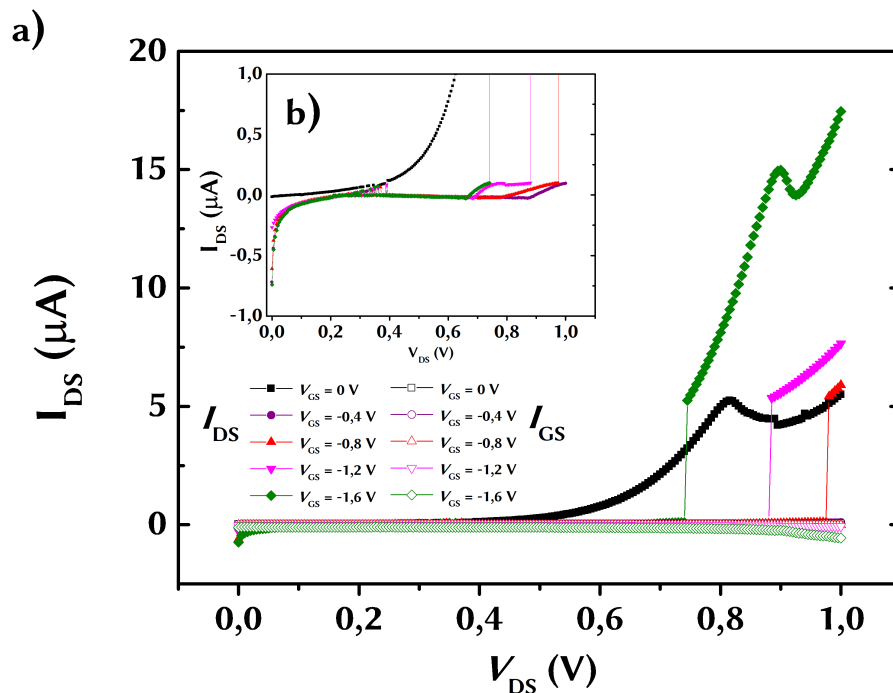 a)
20
15
10
5
0
0,0 0,2 0,4 0,6 0,8 1,0
I_DS (μA)
V_DS (V)
b)
1,0
0,5
0,0
-0,5
-1,0
0,0 0,2 0,4 0,6 0,8 1,0
I_DS (μA)
V_DS (V)
I_DS
V_GS = 0 V
V_GS = -0,4 V
V_GS = -0,8 V
V_GS = -1,2 V
V_GS = -1,6 V
I_GS
V_GS = 0 V
V_GS = -0,4 V
V_GS = -0,8 V
V_GS = -1,2 V
V_GS = -1,6 V